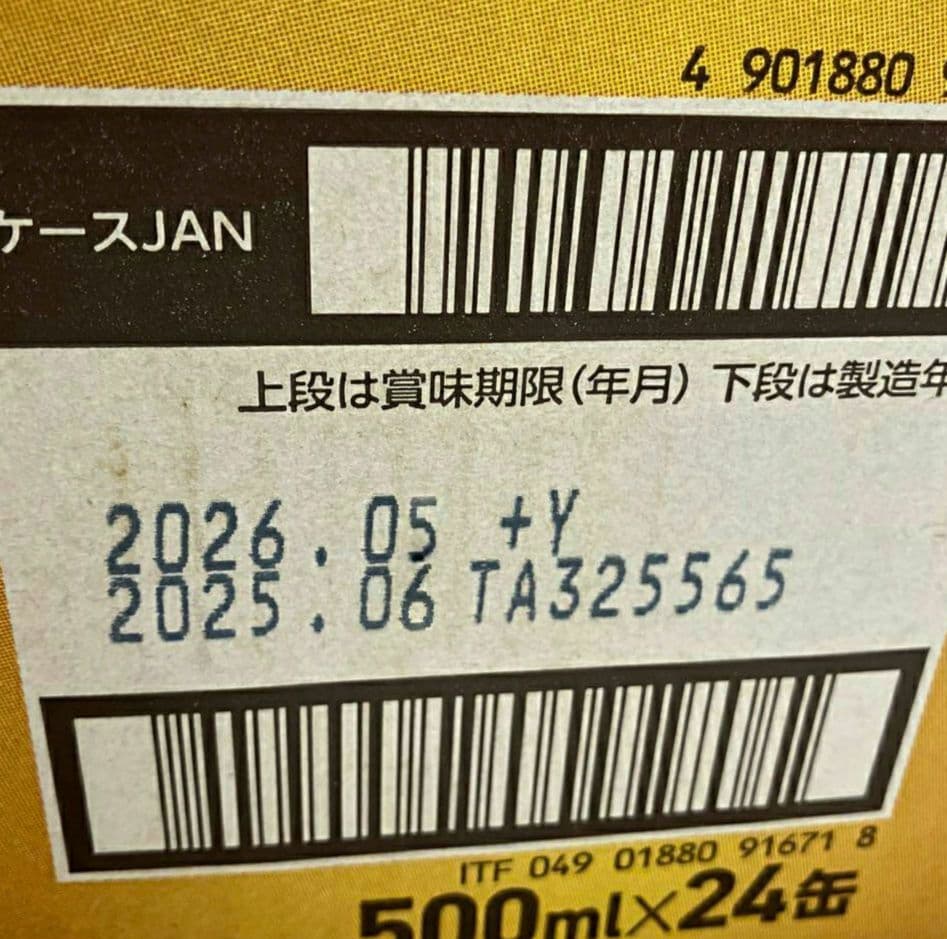 4 901880
ケースJAN
上段は賞味期限(年月) 下段は製造年
2026.05 +Y
2025.06 TA325565
ITF 049 01880 91671 8
500ml×24缶